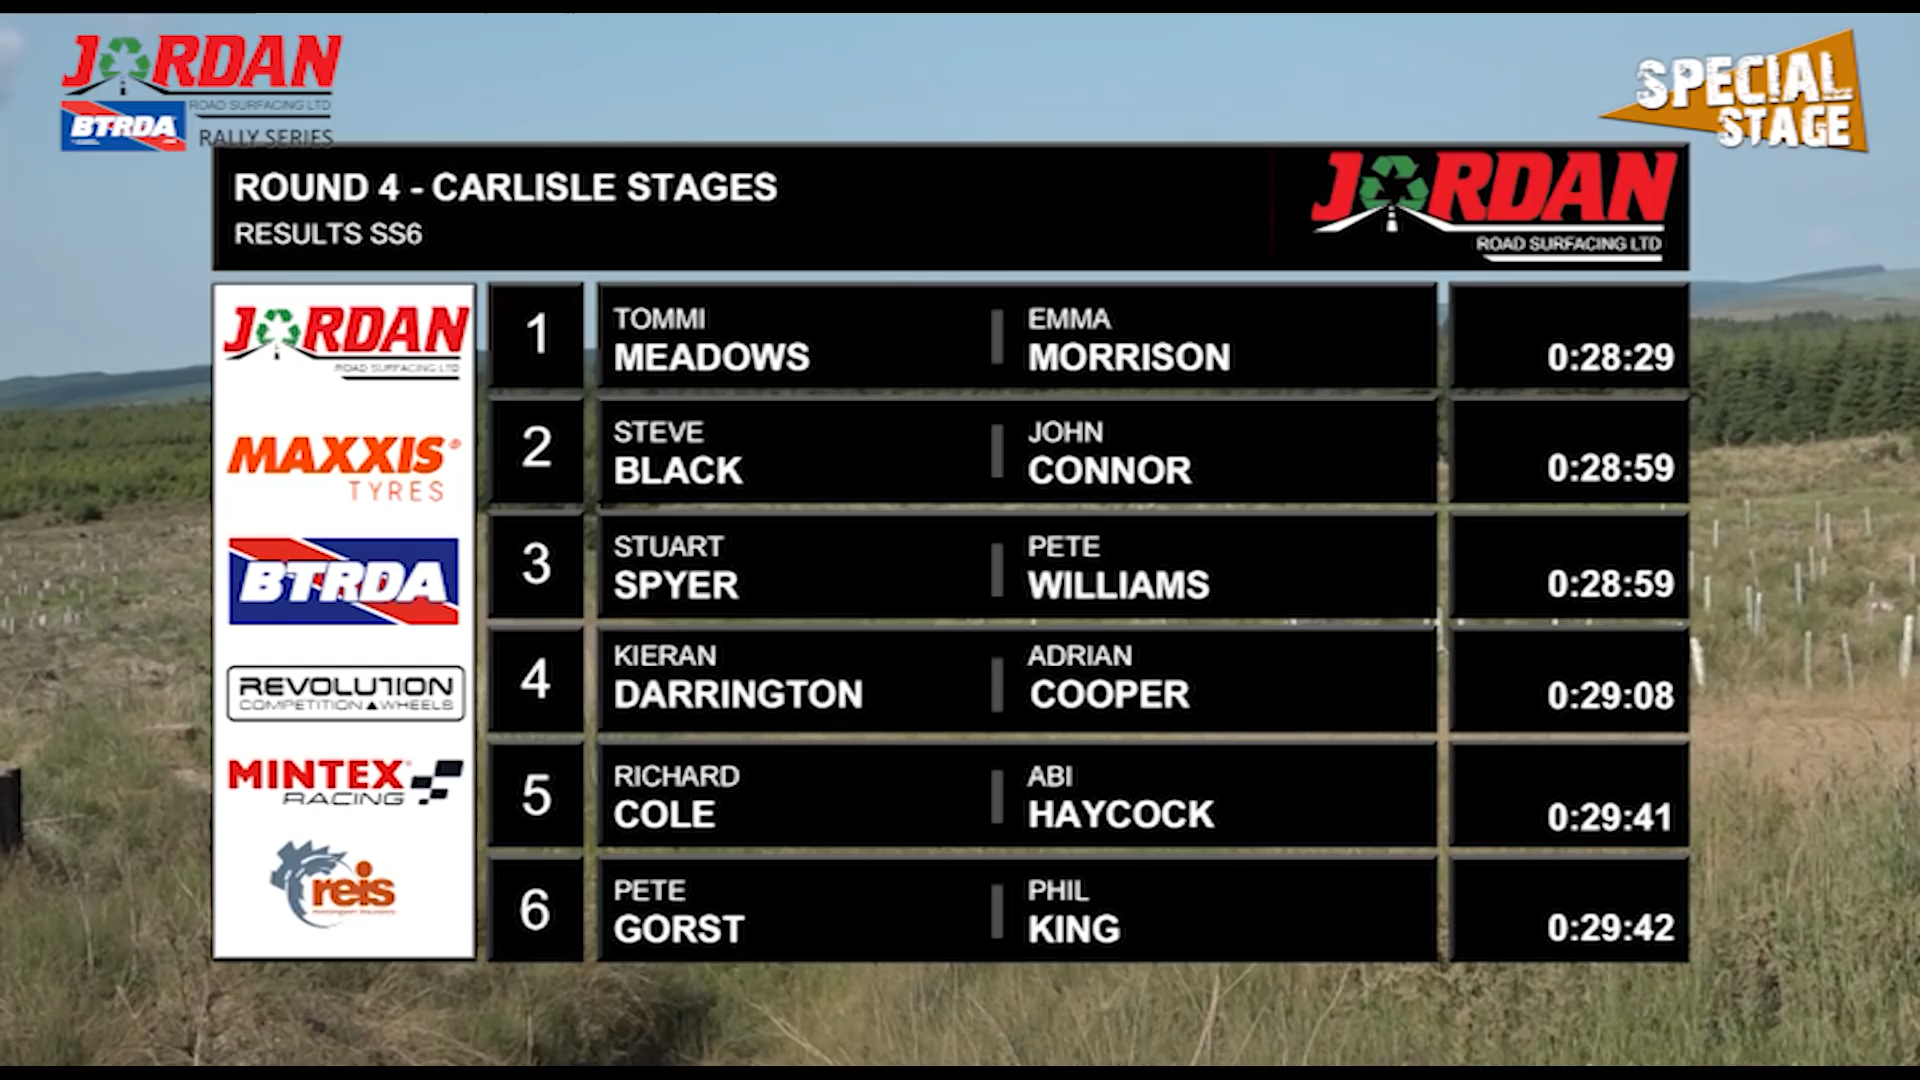 JORDAN
ROAD SURFACING LTD
BTRDA
RALLY SERIES
SPECIAL
STAGE
ROUND 4 - CARLISLE STAGES
RESULTS SS6
JORDAN
ROAD SURFACING LTD
JORDAN
ROAD SURFACING LTD
MAXXIS®
TYRES
BTRDA
REVOLUTION
COMPETITION WHEELS
MINTEX
RACING
reis
1
TOMMI
MEADOWS
EMMA
MORRISON
0:28:29
2
STEVE
BLACK
JOHN
CONNOR
0:28:59
3
STUART
SPYER
PETE
WILLIAMS
0:28:59
4
KIERAN
DARRINGTON
ADRIAN
COOPER
0:29:08
5
RICHARD
COLE
ABI
HAYCOCK
0:29:41
6
PETE
GORST
PHIL
KING
0:29:42